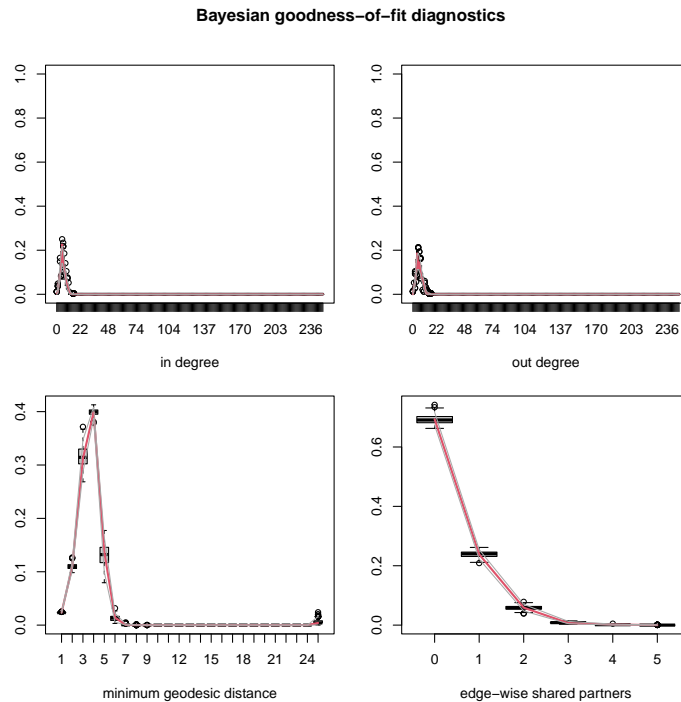 Bayesian goodness−of−fit diagnostics
0.0 0.2 0.4 0.6 0.8 1.0
0 22 48 74 104 137 170 203 236
in degree
0.0 0.2 0.4 0.6 0.8 1.0
0 22 48 74 104 137 170 203 236
out degree
0.0 0.1 0.2 0.3 0.4
1 3 5 7 9 12 15 18 21 24
minimum geodesic distance
0.0 0.2 0.4 0.6
0 1 2 3 4 5
edge−wise shared partners